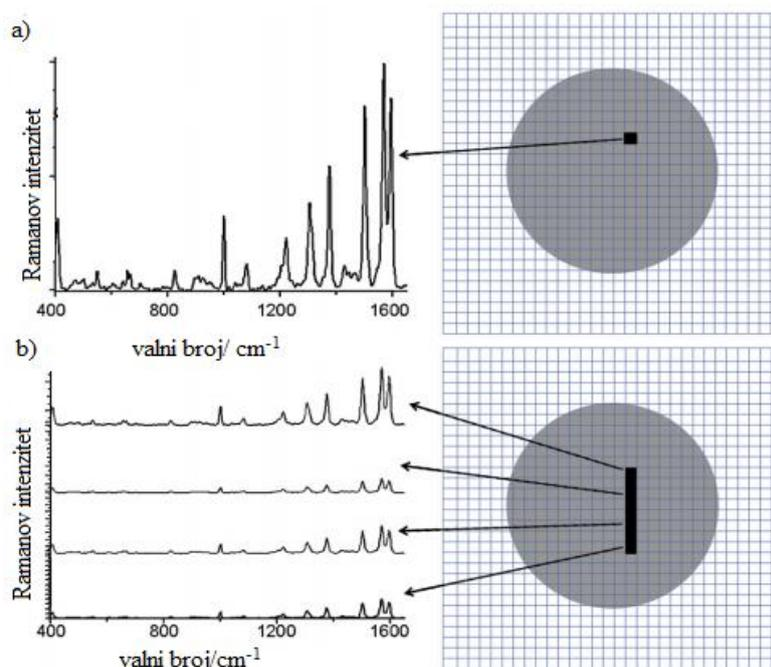 a)
Ramanov intenzitet
400 800 1200 1600
valni broj/ cm-1
b)
Ramanov intenzitet
400 800 1200 1600
valni broj/cm-1